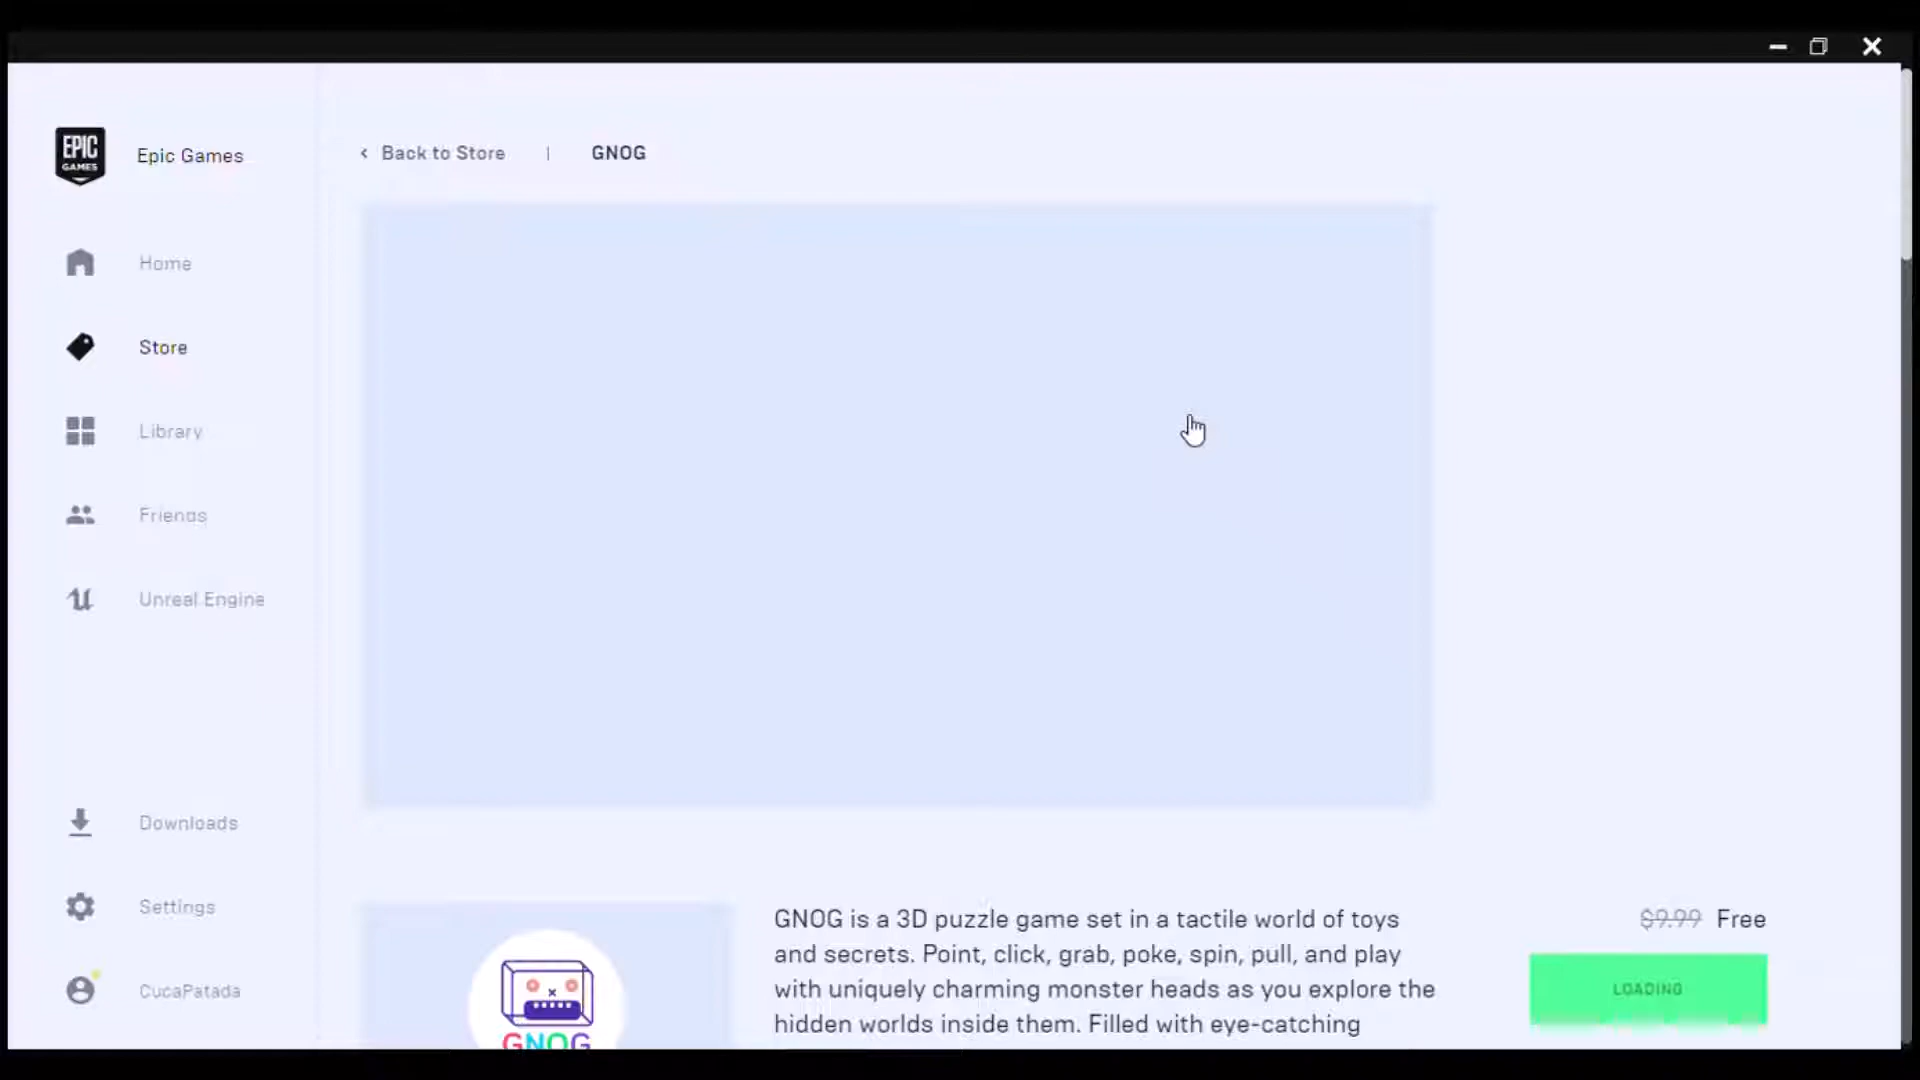 EPIC
GAMES
Epic Games
Home
Store
Library
Friends
Unreal Engine
Downloads
Settings
CucaPatada
< Back to Store | GNOG
GNOG
GNOG is a 3D puzzle game set in a tactile world of toys
and secrets. Point, click, grab, poke, spin, pull, and play
with uniquely charming monster heads as you explore the
hidden worlds inside them. Filled with eye-catching
$9.99 Free
LOADING